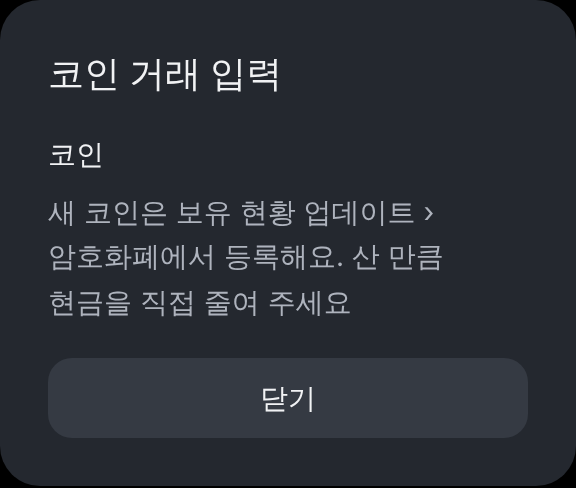 코인 거래 입력
코인
새 코인은 보유 현황 업데이트 ›
암호화폐에서 등록해요. 산 만큼
현금을 직접 줄여 주세요
닫기